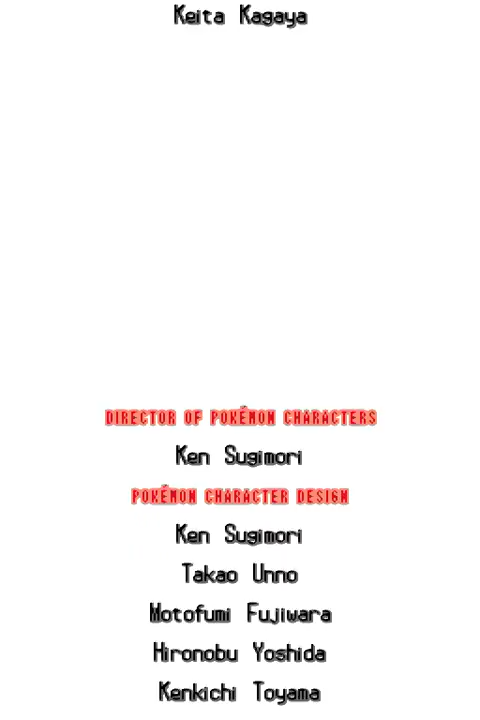 Keita Kagaya
DIRECTOR OF POKÉMON CHARACTERS
Ken Sugimori
POKÉMON CHARACTER DESIGN
Ken Sugimori
Takao Unno
Motofumi Fujiwara
Hironobu Yoshida
Kenkichi Toyama